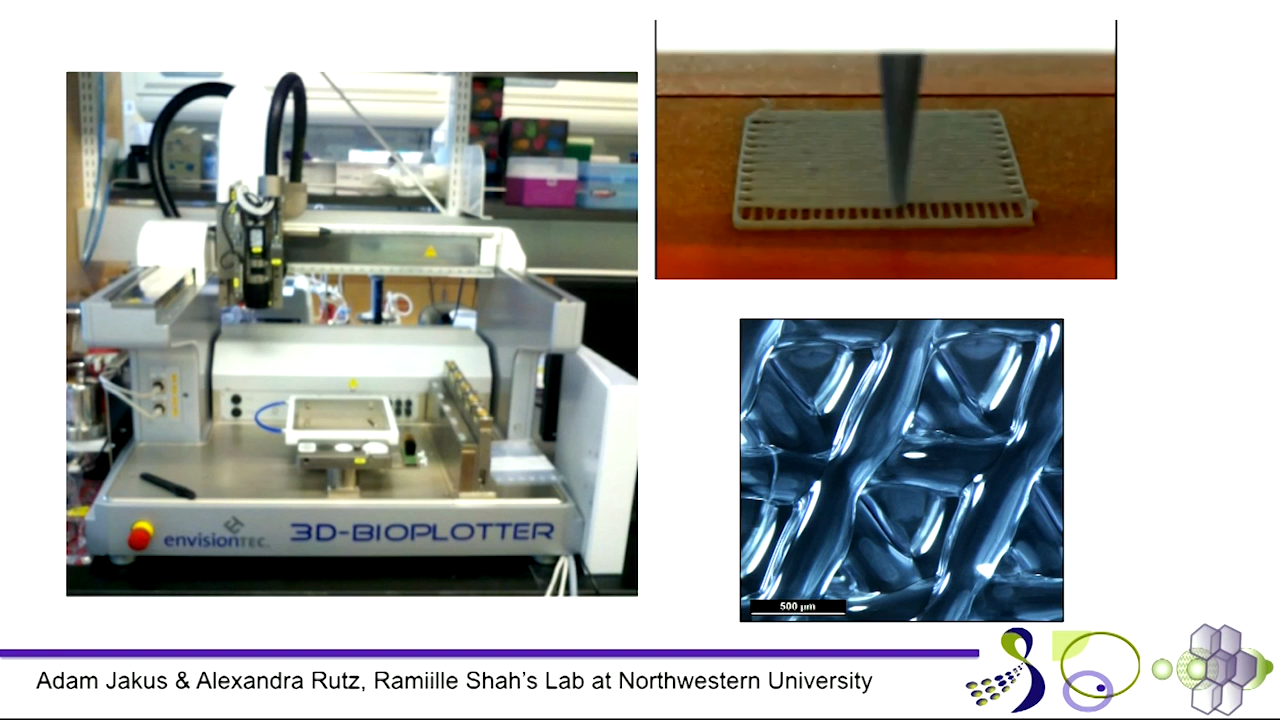 envisionTEC
3D-BIOPLOTTER
500 µm
Adam Jakus & Alexandra Rutz, Ramiille Shah's Lab at Northwestern University